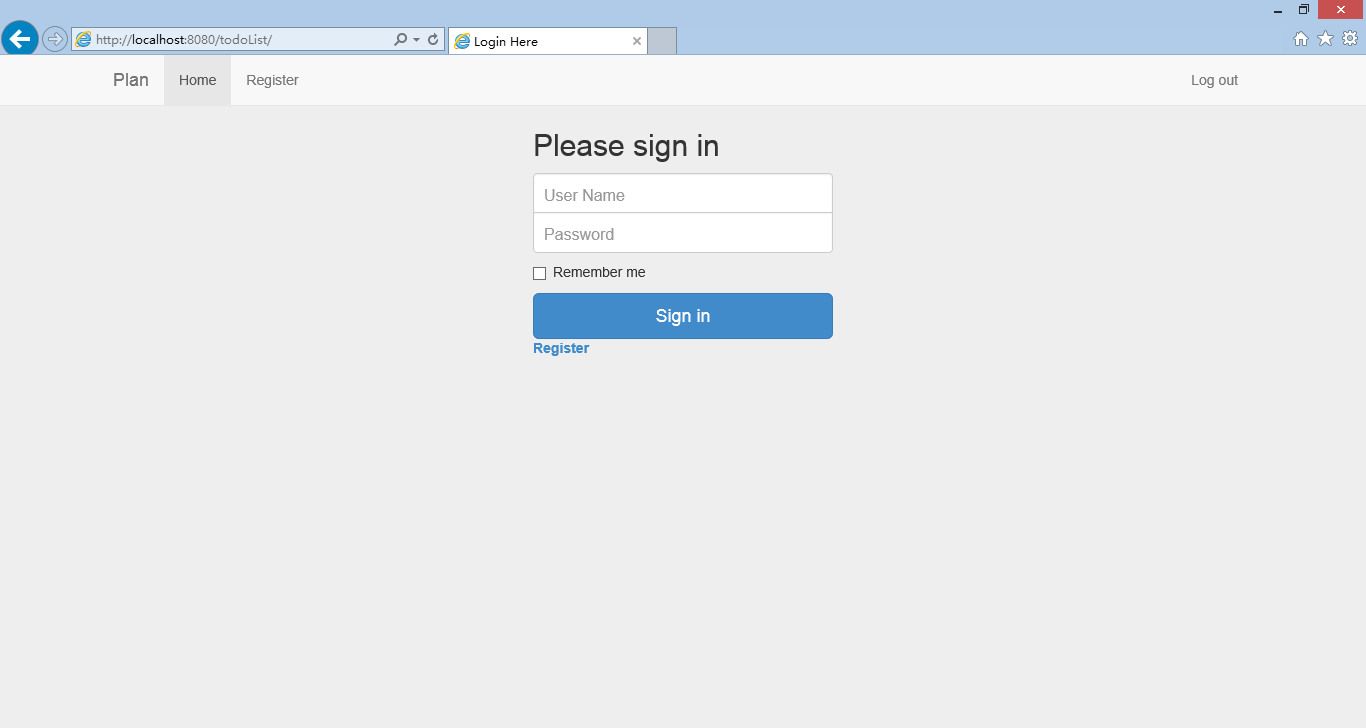 http://localhost:8080/todoList/
Login Here
Plan Home Register Log out
Please sign in
User Name
Password
Remember me
Sign in
Register